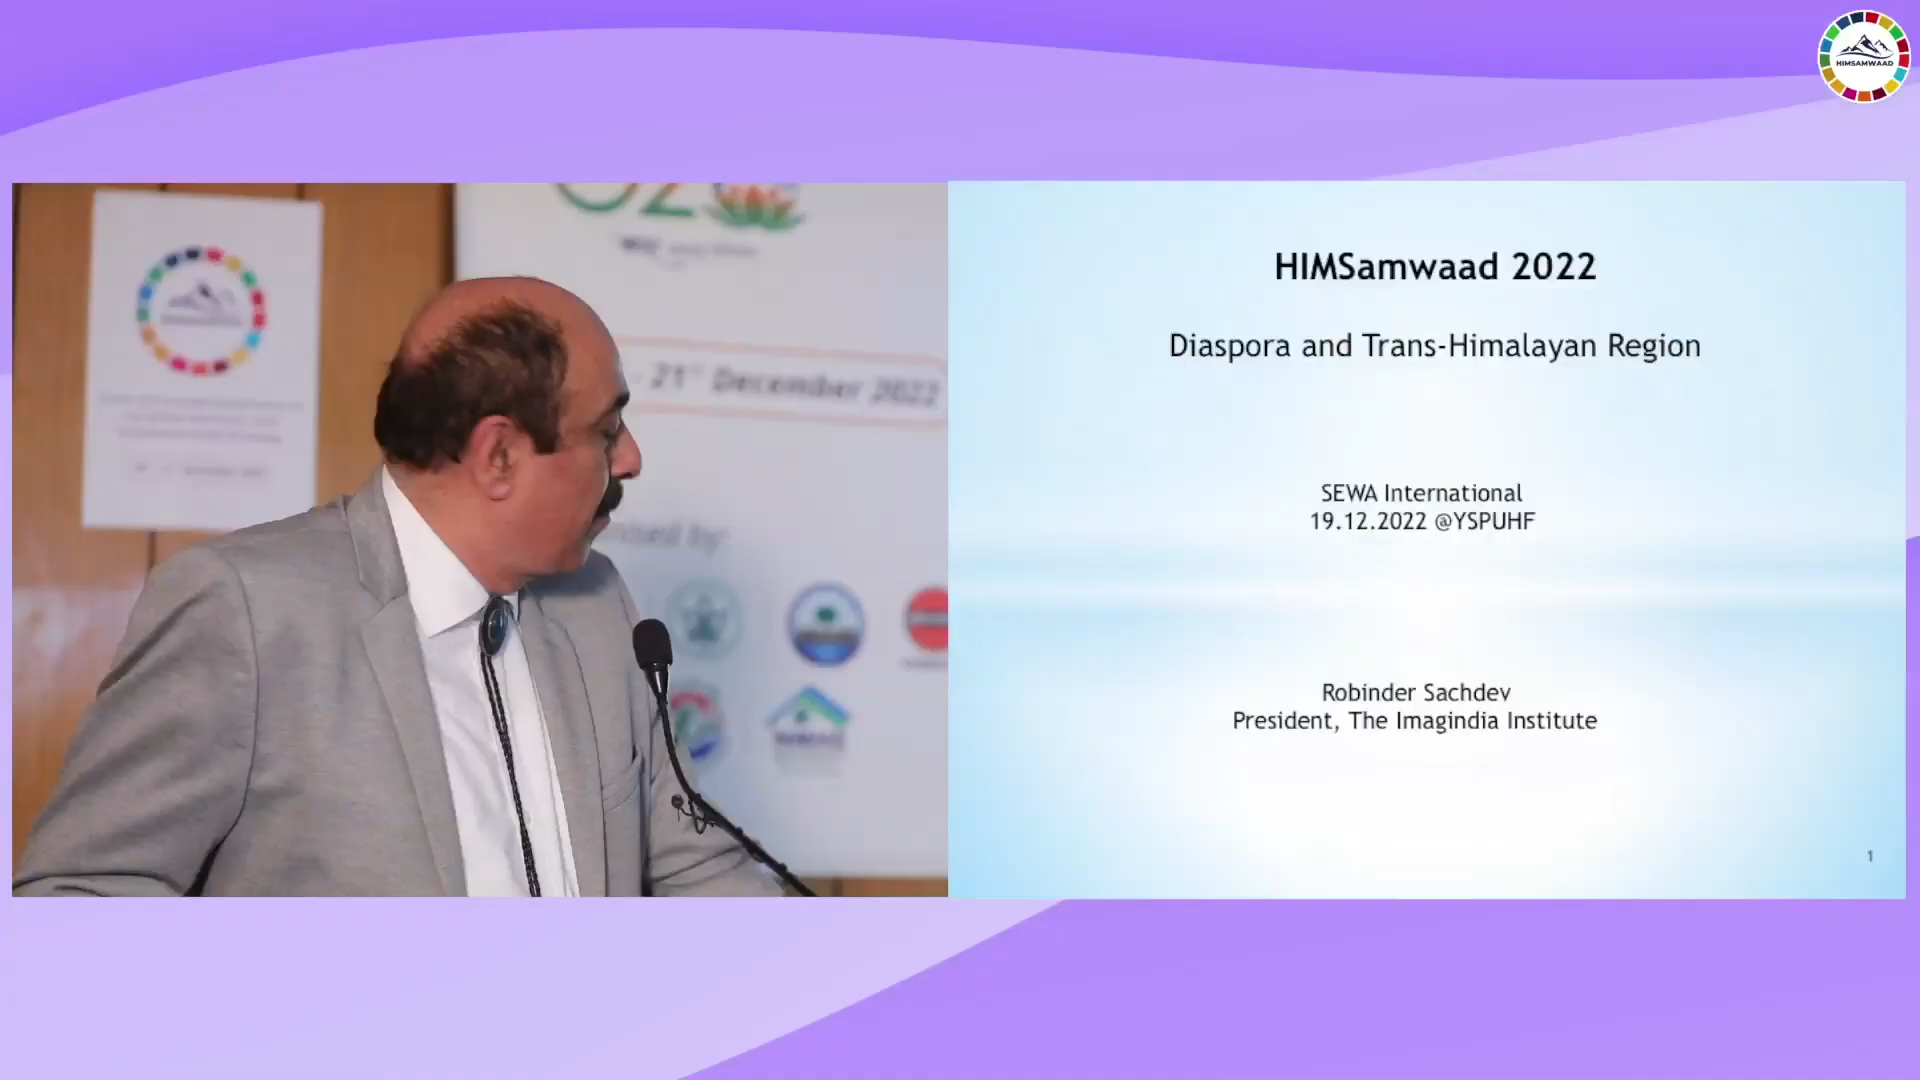 HIMSAMWAAD
- 21st December 2022
HIMSamwaad 2022
Diaspora and Trans-Himalayan Region
SEWA International
19.12.2022 @YSPUHF
Robinder Sachdev
President, The Imagindia Institute
1